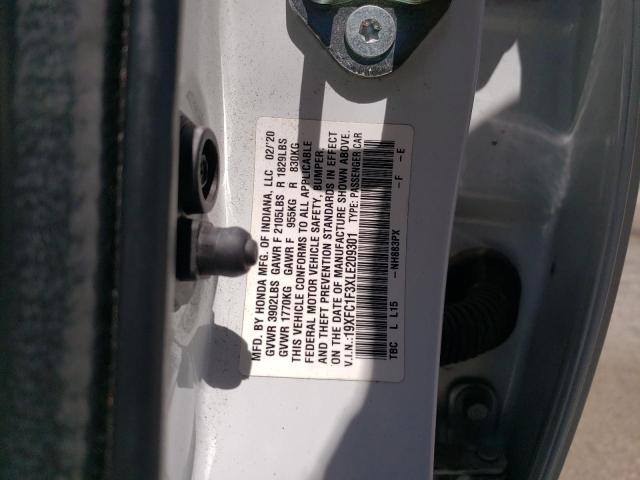 MFD. BY HONDA MFG. OF INDIANA, LLC 02/'20
GVWR 3902LBS GAWR F 2105LBS R 1829LBS
GVWR 1770KG GAWR F 955KG R 830KG
THIS VEHICLE CONFORMS TO ALL APPLICABLE
FEDERAL MOTOR VEHICLE SAFETY, BUMPER,
AND THEFT PREVENTION STANDARDS IN EFFECT
ON THE DATE OF MANUFACTURE SHOWN ABOVE.
V.I.N.:19XFC1F3XLE209301 TYPE: PASSENGER CAR
TBC L L15 -NH883PX -F -E